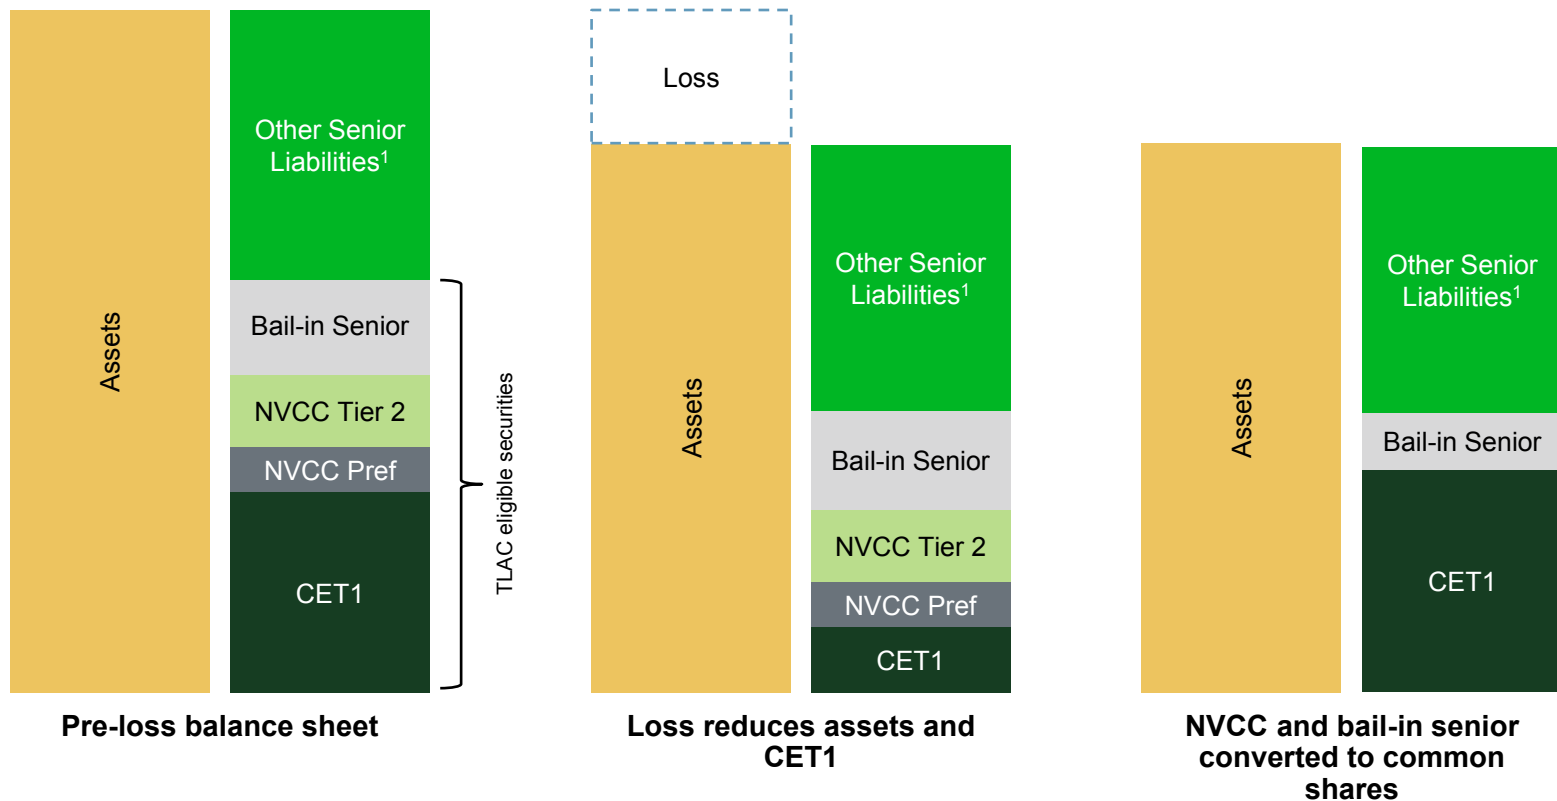 Assets
Other Senior
Liabilities1
Bail-in Senior
NVCC Tier 2
NVCC Pref
CET1
TLAC eligible securities
Pre-loss balance sheet
Loss
Assets
Other Senior
Liabilities1
Bail-in Senior
NVCC Tier 2
NVCC Pref
CET1
Loss reduces assets and
CET1
Assets
Other Senior
Liabilities1
Bail-in Senior
CET1
NVCC and bail-in senior
converted to common
shares